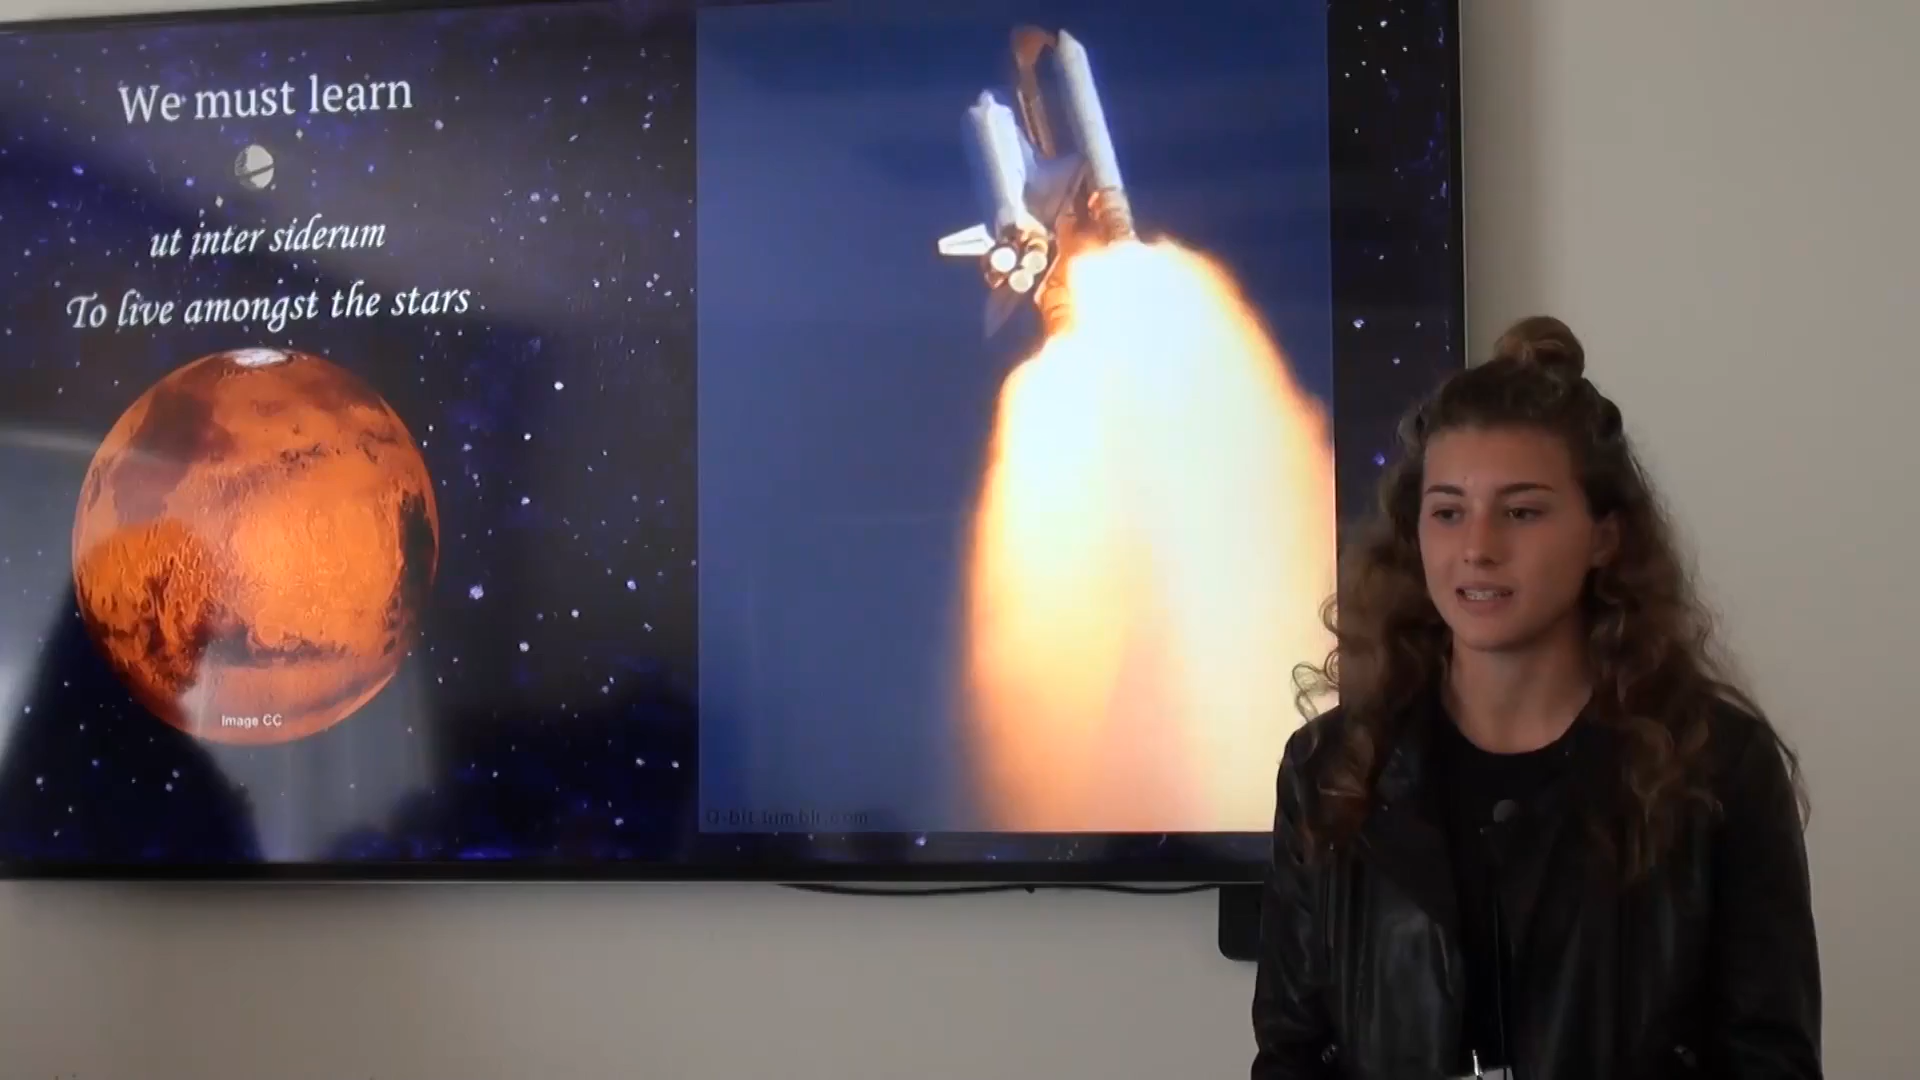 We must learn
ut inter siderum
To live amongst the stars
Image CC